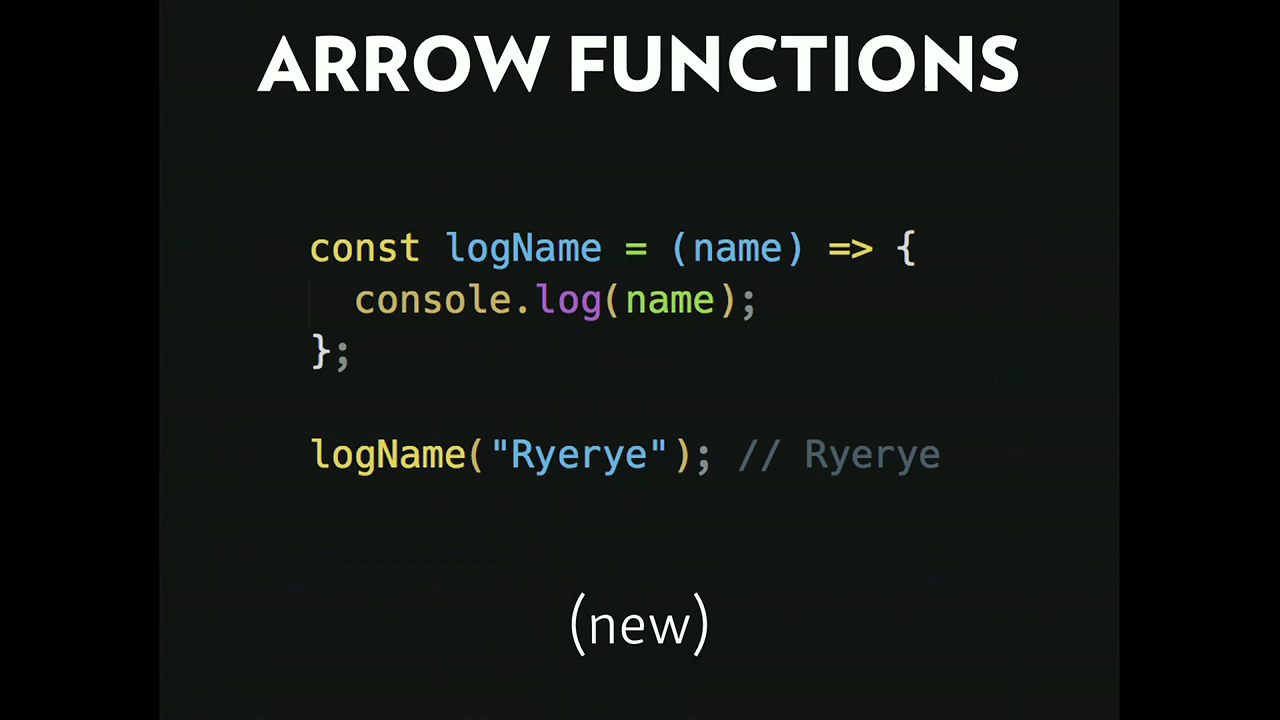 ARROW FUNCTIONS
const logName = (name) => {
  console.log(name);
};
logName("Ryerye"); // Ryerye
(new)